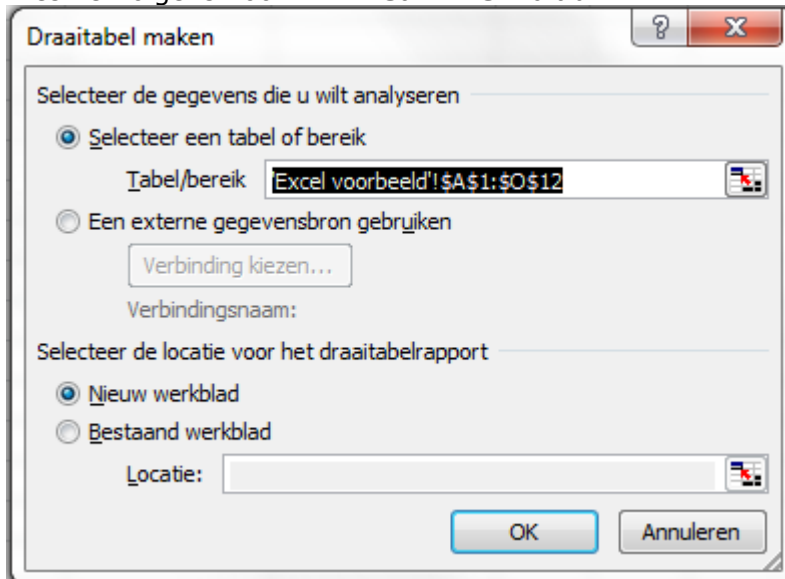 Draaitabel maken
Selecteer de gegevens die u wilt analyseren
Selecteer een tabel of bereik
Tabel/bereik 'Excel voorbeeld'!$A$1:$O$12
Een externe gegevensbron gebruiken
Verbinding kiezen...
Verbindingsnaam:
Selecteer de locatie voor het draaitabelrapport
Nieuw werkblad
Bestaand werkblad
Locatie:
OK Annuleren